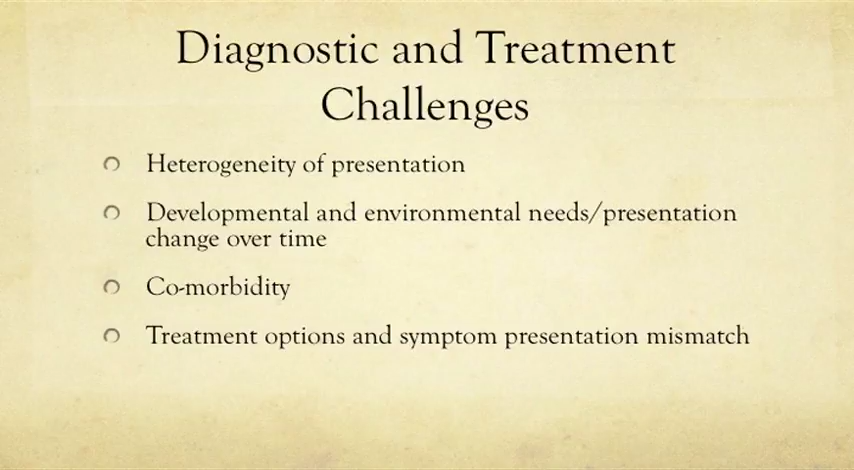 Diagnostic and Treatment
Challenges
Heterogeneity of presentation
Developmental and environmental needs/presentation
change over time
Co-morbidity
Treatment options and symptom presentation mismatch